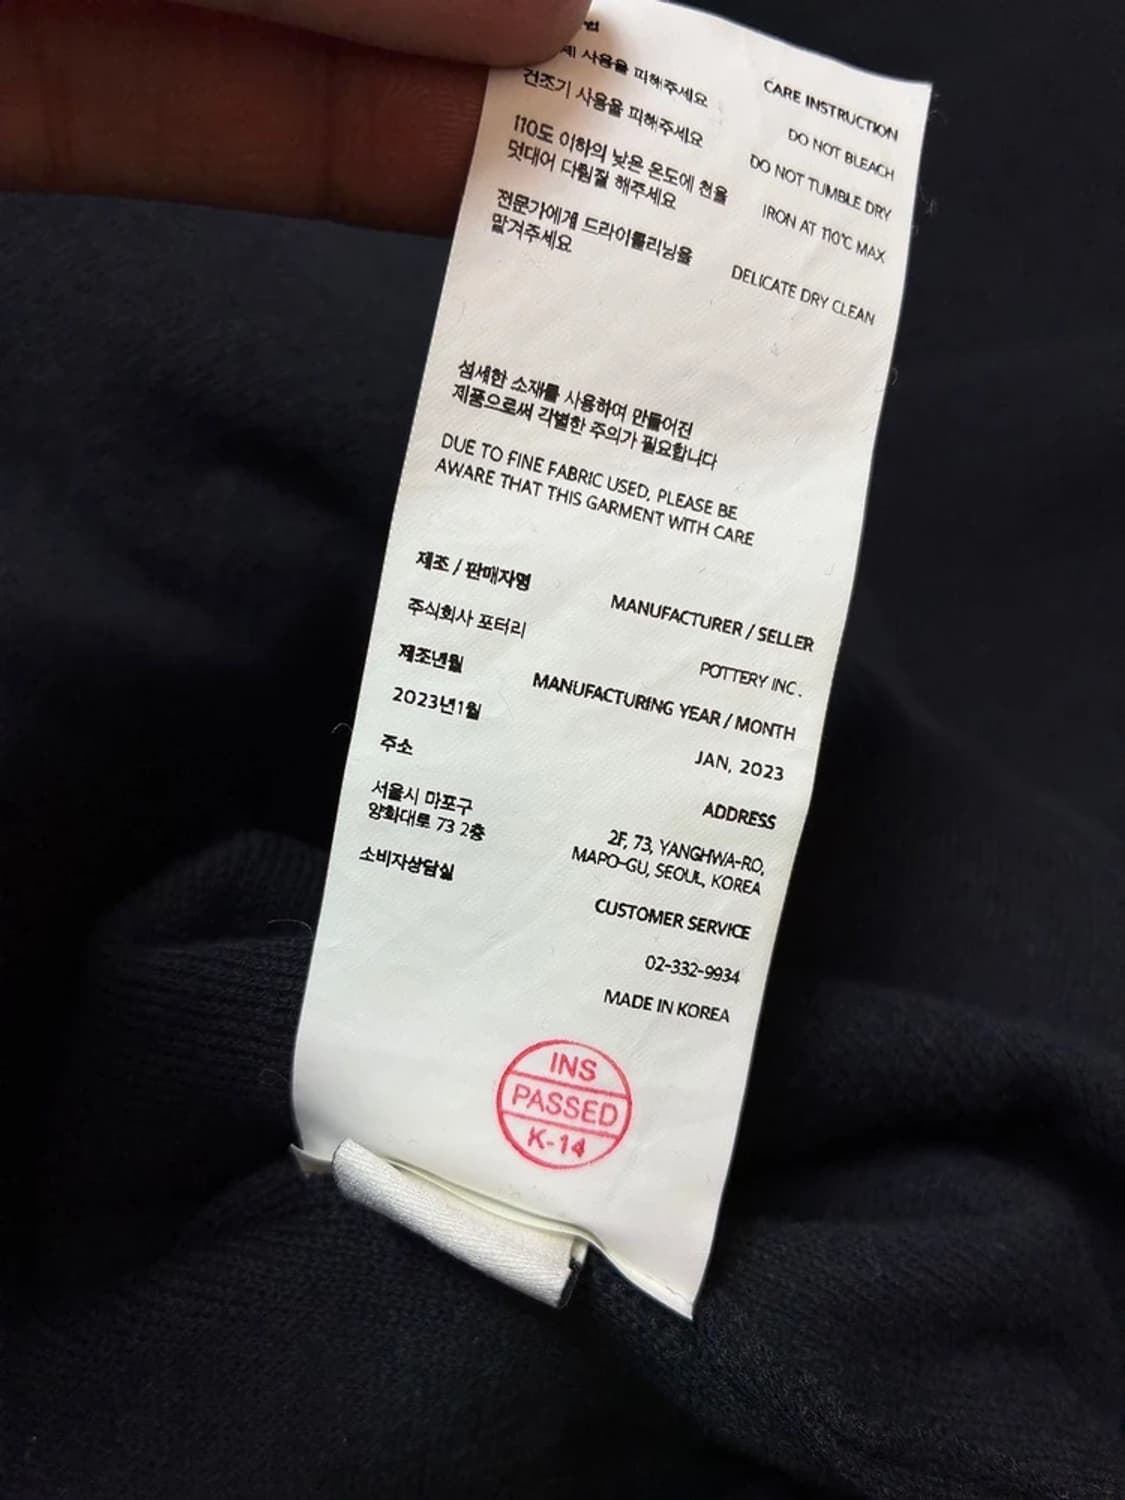 사용을 피해주세요
건조기 사용을 피해주세요
110도 이하의 낮은 온도에 천을
덧대어 다림질 해주세요
전문가에게 드라이클리닝을
맡겨주세요
CARE INSTRUCTION
DO NOT BLEACH
DO NOT TUMBLE DRY
IRON AT 110℃ MAX
DELICATE DRY CLEAN
섬세한 소재를 사용하여 만들어진
제품으로써 각별한 주의가 필요합니다
DUE TO FINE FABRIC USED, PLEASE BE
AWARE THAT THIS GARMENT WITH CARE
제조 / 판매자명
MANUFACTURER / SELLER
주식회사 포터리
POTTERY INC.
제조년월
MANUFACTURING YEAR / MONTH
2023년1월
JAN, 2023
주소
ADDRESS
서울시 마포구
양화대로 73 2층
2F, 73, YANGHWA-RO,
MAPO-GU, SEOUL, KOREA
소비자상담실
CUSTOMER SERVICE
02-332-9934
MADE IN KOREA
INS
PASSED
K-14